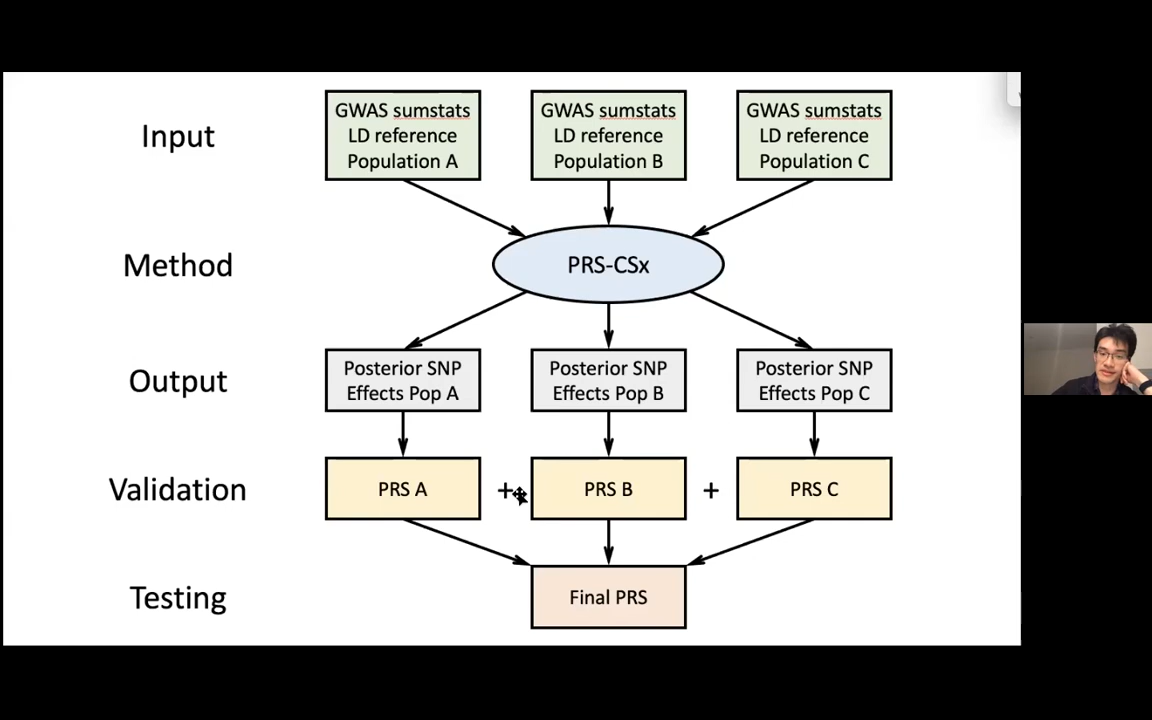 Input
GWAS sumstats
LD reference
Population A
GWAS sumstats
LD reference
Population B
GWAS sumstats
LD reference
Population C
Method
PRS-CSx
Output
Posterior SNP
Effects Pop A
Posterior SNP
Effects Pop B
Posterior SNP
Effects Pop C
Validation
PRS A
+
PRS B
+
PRS C
Testing
Final PRS